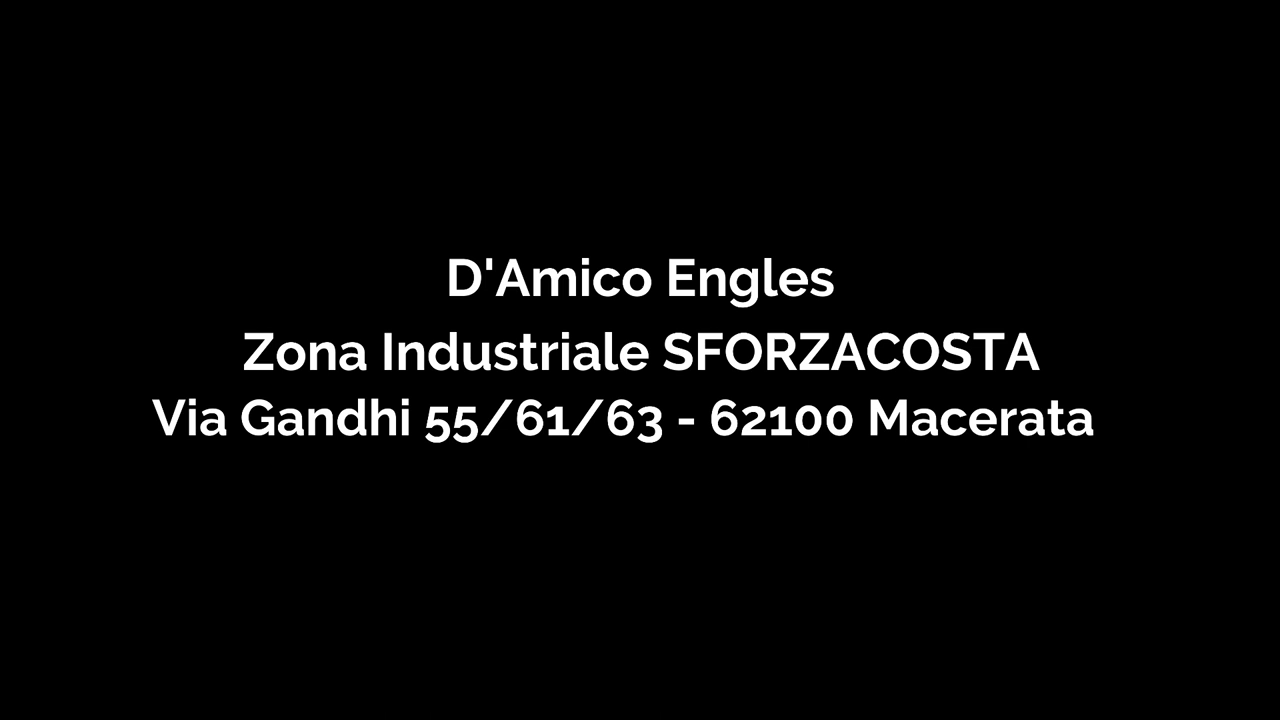 D'Amico Engles
Zona Industriale SFORZACOSTA
Via Gandhi 55/61/63 - 62100 Macerata